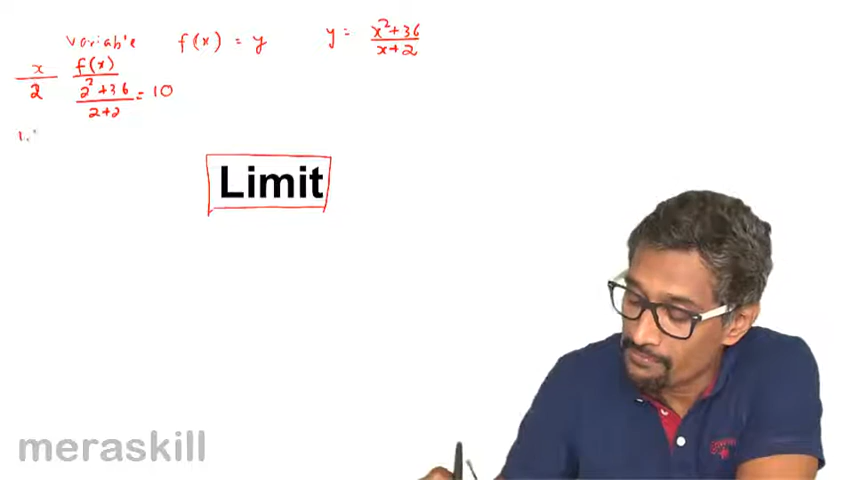 variable f(x) = y y = x²+36 / x+2
x f(x)
2 2²+36 / 2+2 = 10
Limit
meraskill